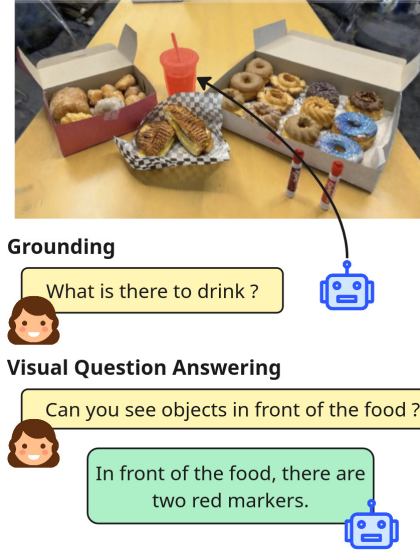 Grounding
What is there to drink ?
Visual Question Answering
Can you see objects in front of the food ?
In front of the food, there are
two red markers.